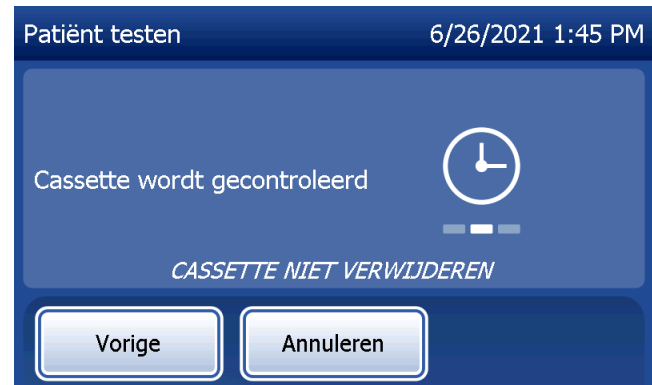 Patiënt testen 6/26/2021 1:45 PM
Cassette wordt gecontroleerd
CASSETTE NIET VERWIJDEREN
Vorige Annuleren